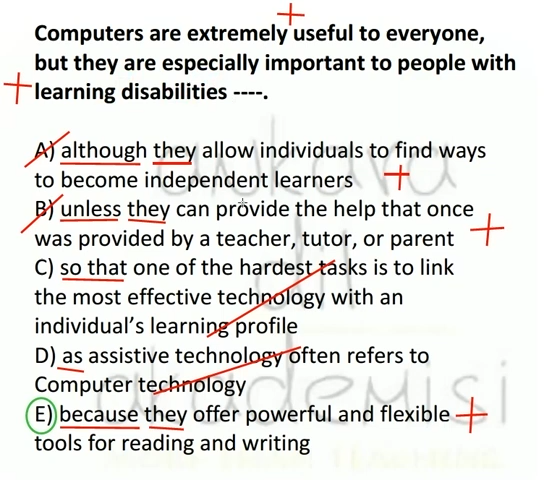 Computers are extremely useful to everyone,
but they are especially important to people with
learning disabilities ----.
A) although they allow individuals to find ways
to become independent learners
B) unless they can provide the help that once
was provided by a teacher, tutor, or parent
C) so that one of the hardest tasks is to link
the most effective technology with an
individual's learning profile
D) as assistive technology often refers to
Computer technology
E) because they offer powerful and flexible
tools for reading and writing
ankara
dil
akademisi